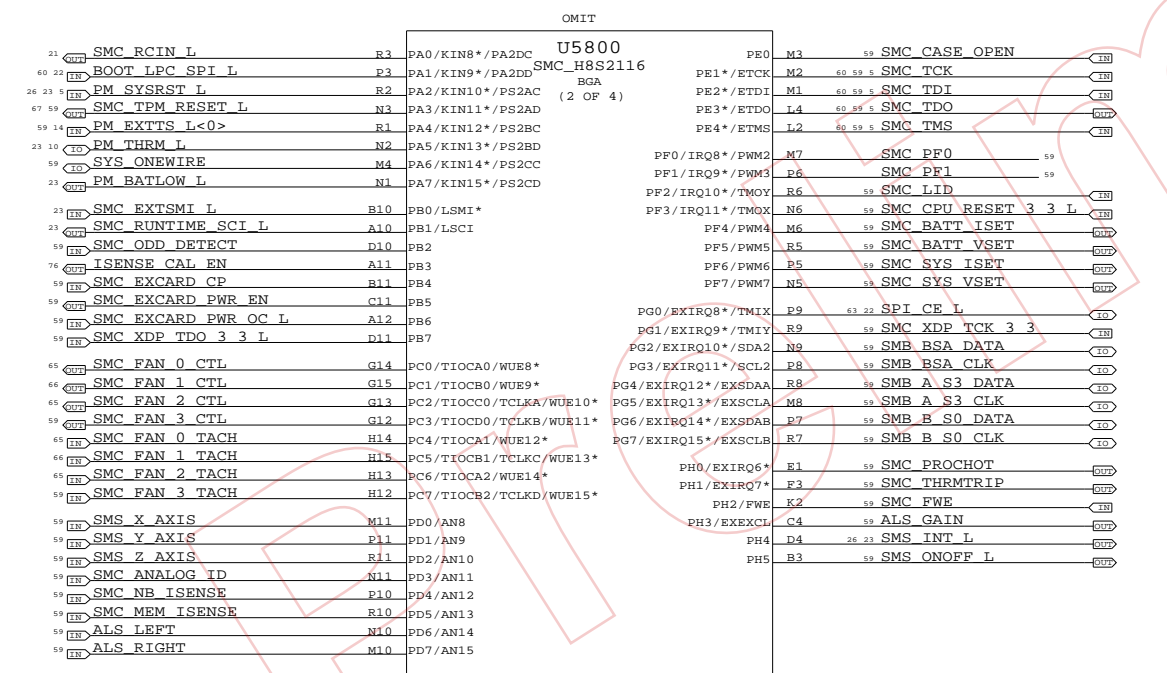 OMIT
U5800
SMC_H8S2116
BGA
(2 OF 4)
21 OUT SMC_RCIN_L R3 PA0/KIN8*/PA2DC
60 22 IN BOOT_LPC_SPI_L P3 PA1/KIN9*/PA2DD
26 23 5 IN PM_SYSRST_L R2 PA2/KIN10*/PS2AC
67 59 OUT SMC_TPM_RESET_L N3 PA3/KIN11*/PS2AD
59 14 IN PM_EXTTS_L<0> R1 PA4/KIN12*/PS2BC
23 10 IO PM_THRM_L N2 PA5/KIN13*/PS2BD
59 IO SYS_ONEWIRE M4 PA6/KIN14*/PS2CC
23 OUT PM_BATLOW_L N1 PA7/KIN15*/PS2CD
23 IN SMC_EXTSMI_L B10 PB0/LSMI*
23 OUT SMC_RUNTIME_SCI_L A10 PB1/LSCI
59 IN SMC_ODD_DETECT D10 PB2
76 OUT ISENSE_CAL_EN A11 PB3
59 IN SMC_EXCARD_CP B11 PB4
59 OUT SMC_EXCARD_PWR_EN C11 PB5
59 IN SMC_EXCARD_PWR_OC_L A12 PB6
59 IN SMC_XDP_TDO_3_3_L D11 PB7
65 OUT SMC_FAN_0_CTL G14 PC0/TIOCA0/WUE8*
66 OUT SMC_FAN_1_CTL G15 PC1/TIOCB0/WUE9*
65 OUT SMC_FAN_2_CTL G13 PC2/TIOCC0/TCLKA/WUE10*
59 OUT SMC_FAN_3_CTL G12 PC3/TIOCD0/TCLKB/WUE11*
65 IN SMC_FAN_0_TACH H14 PC4/TIOCA1/WUE12*
66 IN SMC_FAN_1_TACH H15 PC5/TIOCB1/TCLKC/WUE13*
65 IN SMC_FAN_2_TACH H13 PC6/TIOCA2/WUE14*
59 IN SMC_FAN_3_TACH H12 PC7/TIOCB2/TCLKD/WUE15*
59 IN SMS_X_AXIS M11 PD0/AN8
59 IN SMS_Y_AXIS P11 PD1/AN9
59 IN SMS_Z_AXIS R11 PD2/AN10
59 IN SMC_ANALOG_ID N11 PD3/AN11
59 IN SMC_NB_ISENSE P10 PD4/AN12
59 IN SMC_MEM_ISENSE R10 PD5/AN13
59 IN ALS_LEFT N10 PD6/AN14
59 IN ALS_RIGHT M10 PD7/AN15
PE0 M3 59 SMC_CASE_OPEN IN
PE1*/ETCK M2 60 59 5 SMC_TCK IN
PE2*/ETDI M1 60 59 5 SMC_TDI IN
PE3*/ETDO L4 60 59 5 SMC_TDO OUT
PE4*/ETMS L2 60 59 5 SMC_TMS IN
PF0/IRQ8*/PWM2 M7 SMC_PF0 59
PF1/IRQ9*/PWM3 P6 SMC_PF1 59
PF2/IRQ10*/TMOY R6 59 SMC_LID IN
PF3/IRQ11*/TMOX N6 59 SMC_CPU_RESET_3_3_L IN
PF4/PWM4 M6 59 SMC_BATT_ISET OUT
PF5/PWM5 R5 59 SMC_BATT_VSET OUT
PF6/PWM6 P5 59 SMC_SYS_ISET OUT
PF7/PWM7 N5 59 SMC_SYS_VSET OUT
PG0/EXIRQ8*/TMIX P9 63 22 SPI_CE_L IO
PG1/EXIRQ9*/TMIY R9 59 SMC_XDP_TCK_3_3 IN
PG2/EXIRQ10*/SDA2 N9 59 SMB_BSA_DATA IO
PG3/EXIRQ11*/SCL2 P8 59 SMB_BSA_CLK IO
PG4/EXIRQ12*/EXSDAA R8 59 SMB_A_S3_DATA IO
PG5/EXIRQ13*/EXSCLA M8 59 SMB_A_S3_CLK IO
PG6/EXIRQ14*/EXSDAB P7 59 SMB_B_S0_DATA IO
PG7/EXIRQ15*/EXSCLB R7 59 SMB_B_S0_CLK IO
PH0/EXIRQ6* E1 59 SMC_PROCHOT OUT
PH1/EXIRQ7* F3 59 SMC_THRMTRIP OUT
PH2/FWE K2 59 SMC_FWE IN
PH3/EXEXCL C4 59 ALS_GAIN OUT
PH4 D4 26 23 SMS_INT_L OUT
PH5 B3 59 SMS_ONOFF_L OUT
Prelim